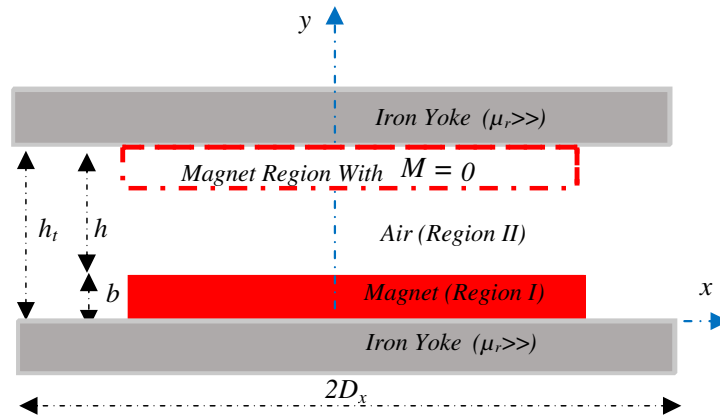 y
Iron Yoke (μr>>)
Magnet Region With M = 0
ht
h
Air (Region II)
b
Magnet (Region I)
x
Iron Yoke (μr>>)
2Dx